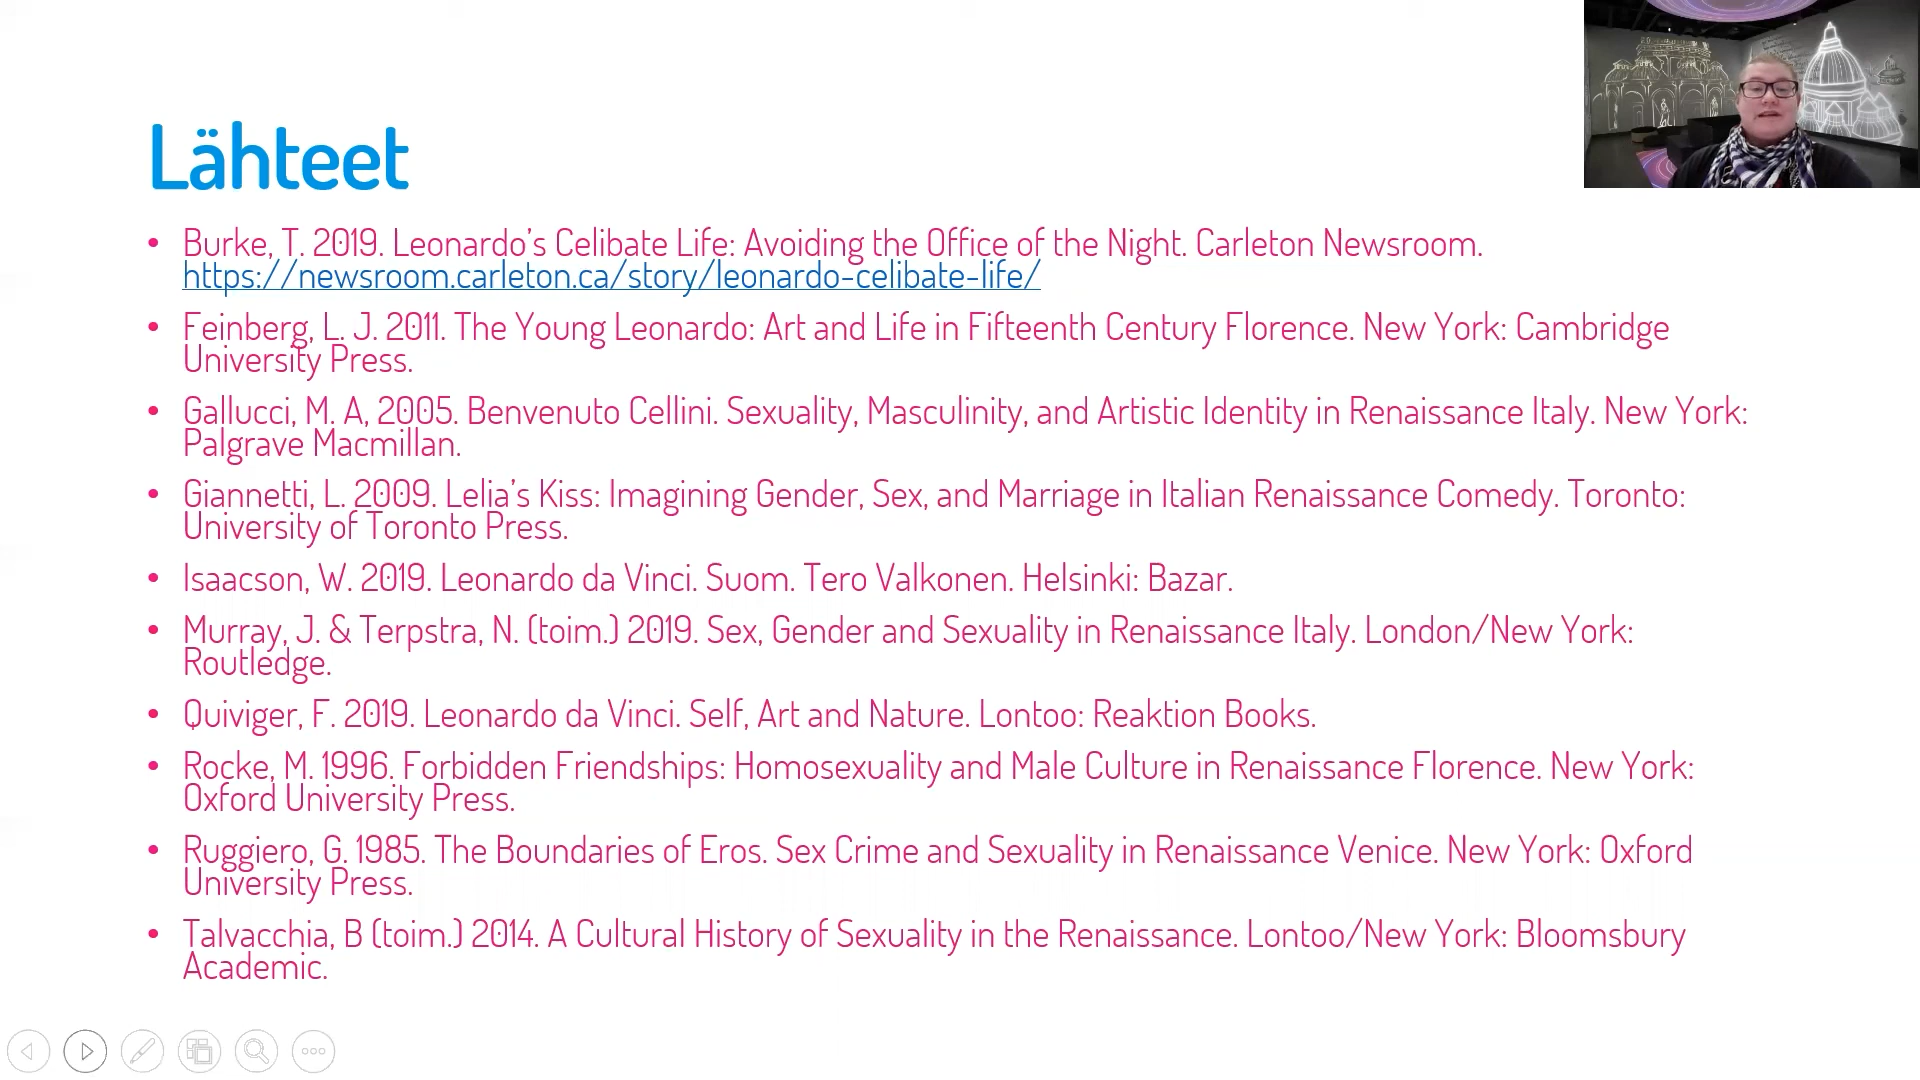 Lähteet
• Burke, T. 2019. Leonardo's Celibate Life: Avoiding the Office of the Night. Carleton Newsroom.
https://newsroom.carleton.ca/story/leonardo-celibate-life/
• Feinberg, L. J. 2011. The Young Leonardo: Art and Life in Fifteenth Century Florence. New York: Cambridge
University Press.
• Gallucci, M. A, 2005. Benvenuto Cellini. Sexuality, Masculinity, and Artistic Identity in Renaissance Italy. New York:
Palgrave Macmillan.
• Giannetti, L. 2009. Lelia's Kiss: Imagining Gender, Sex, and Marriage in Italian Renaissance Comedy. Toronto:
University of Toronto Press.
• Isaacson, W. 2019. Leonardo da Vinci. Suom. Tero Valkonen. Helsinki: Bazar.
• Murray, J. & Terpstra, N. (toim.) 2019. Sex, Gender and Sexuality in Renaissance Italy. London/New York:
Routledge.
• Quiviger, F. 2019. Leonardo da Vinci. Self, Art and Nature. Lontoo: Reaktion Books.
• Rocke, M. 1996. Forbidden Friendships: Homosexuality and Male Culture in Renaissance Florence. New York:
Oxford University Press.
• Ruggiero, G. 1985. The Boundaries of Eros. Sex Crime and Sexuality in Renaissance Venice. New York: Oxford
University Press.
• Talvacchia, B (toim.) 2014. A Cultural History of Sexuality in the Renaissance. Lontoo/New York: Bloomsbury
Academic.